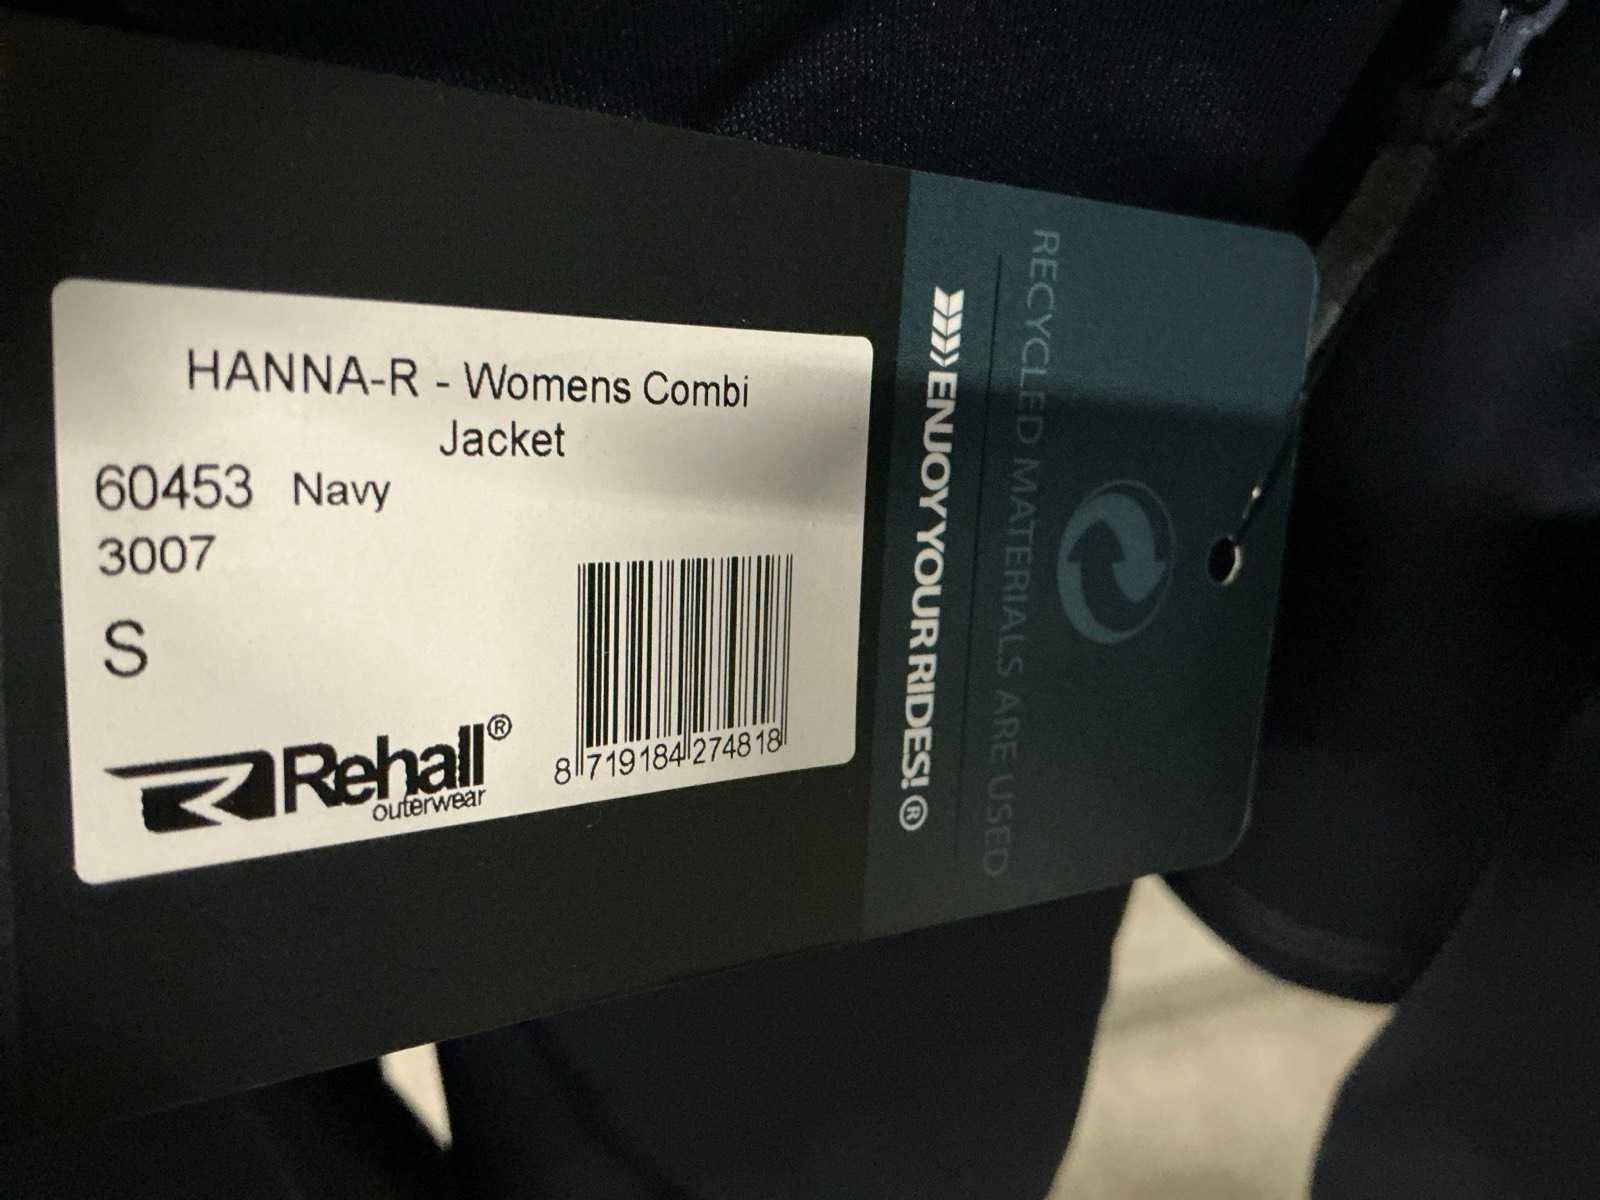 HANNA-R - Womens Combi
Jacket
60453 Navy
3007
S
Rehall®
outerwear
8 719184 274818
ENJOY YOUR RIDES!®
RECYCLED MATERIALS ARE USED